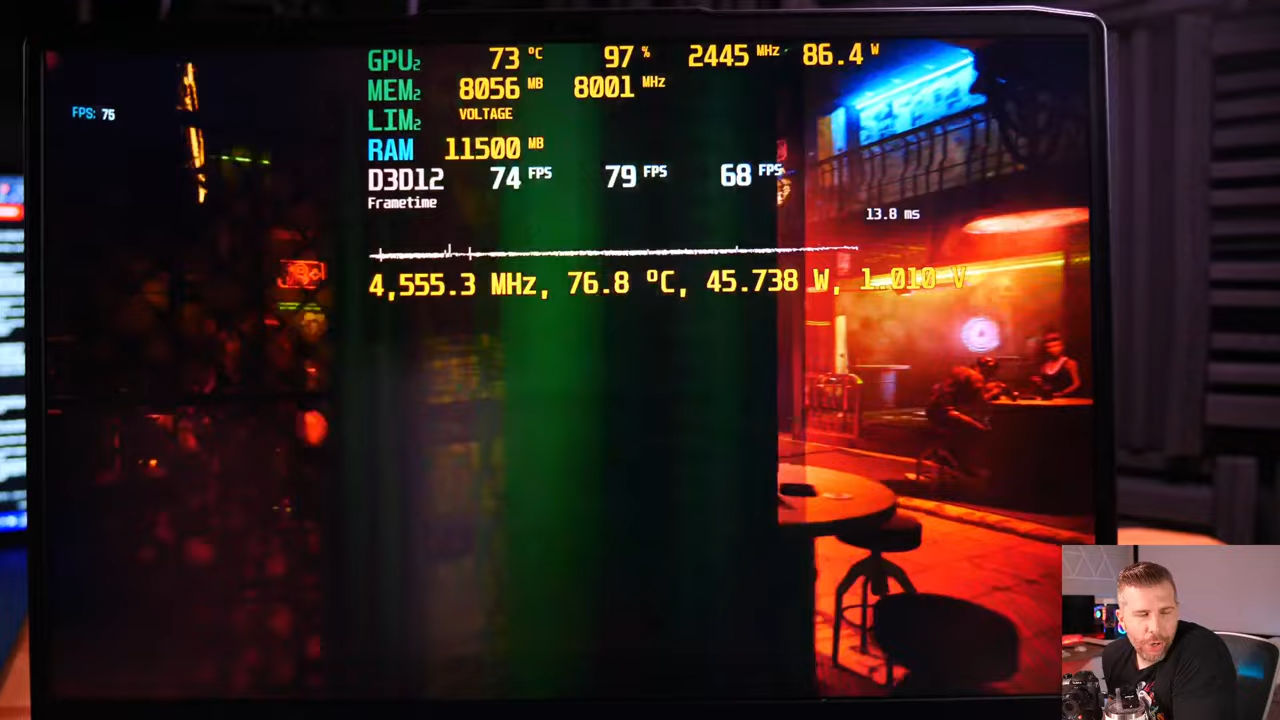 GPU2 73 °C 97 % 2445 MHz 86.4 W
MEM2 8056 MB 8001 MHz
FPS: 75
LIM2 VOLTAGE
RAM 11500 MB
D3D12 74 FPS 79 FPS 68 FPS
Frametime
13.8 ms
4,555.3 MHz, 76.8 ºC, 45.738 W, 1.010 V
18+